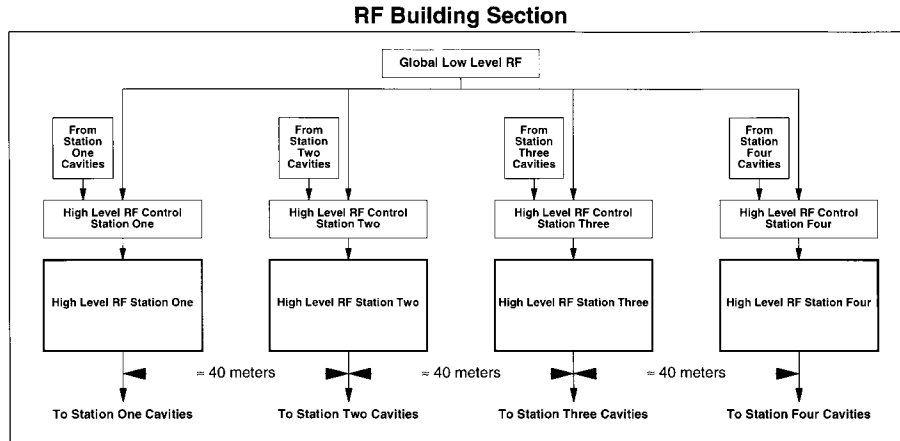 RF Building Section
Global Low Level RF
From
Station
One
Cavities
From
Station
Two
Cavities
From
Station
Three
Cavities
From
Station
Four
Cavities
High Level RF Control
Station One
High Level RF Control
Station Two
High Level RF Control
Station Three
High Level RF Control
Station Four
High Level RF Station One
High Level RF Station Two
High Level RF Station Three
High Level RF Station Four
≈ 40 meters
≈ 40 meters
≈ 40 meters
To Station One Cavities
To Station Two Cavities
To Station Three Cavities
To Station Four Cavities